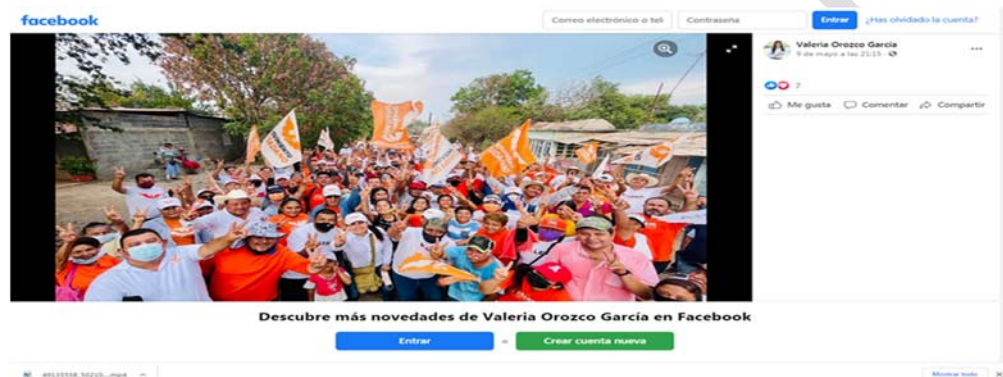 facebook
Correo electrónico o tel
Contraseña
Entrar
¿Has olvidado la cuenta?
Valeria Orozco García
9 de mayo a las 21:15
7
Me gusta
Comentar
Compartir
Descubre más novedades de Valeria Orozco García en Facebook
Entrar
o
Crear cuenta nueva
Mostrar todo